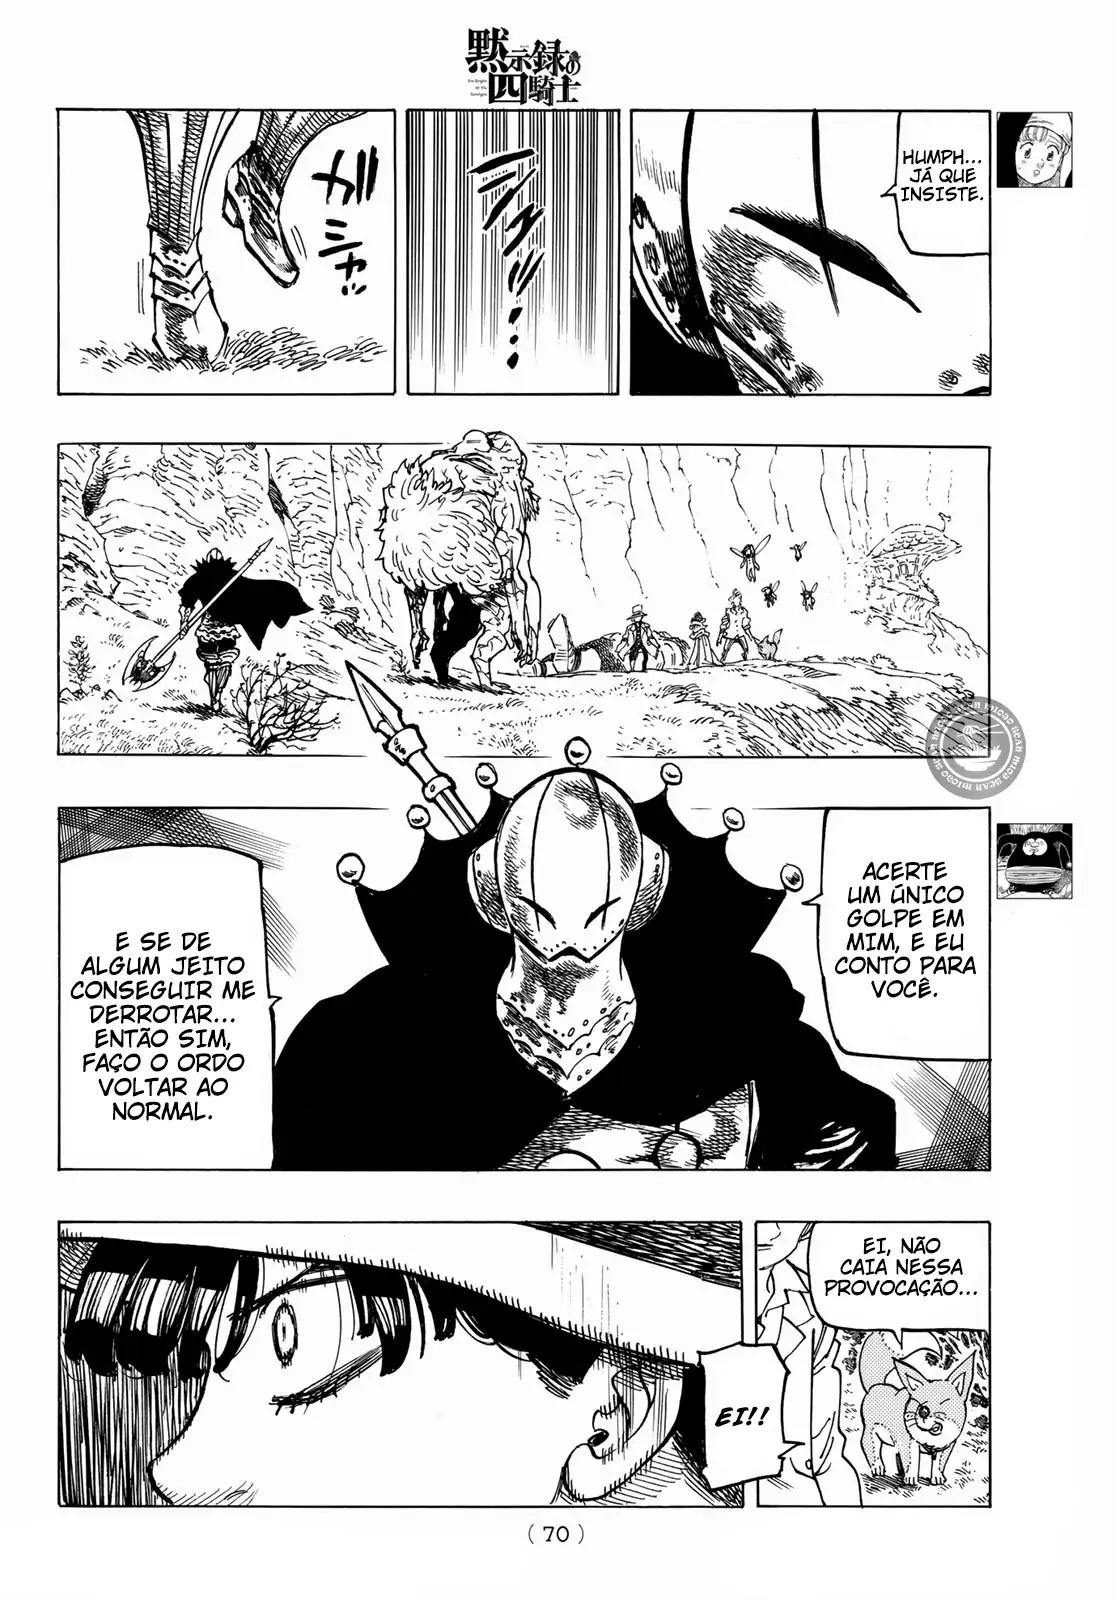 黙示録の
四騎士
HUMPH...
JÁ QUE
INSISTE.
ガ
シャッ
ACERTE
UM ÚNICO
GOLPE EM
MIM, E EU
CONTO PARA
VOCÊ.
E SE DE
ALGUM JEITO
CONSEGUIR ME
DERROTAR...
ENTÃO SIM,
FAÇO O ORDO
VOLTAR AO
NORMAL.
EI, NÃO
CAIA NESSA
PROVOCAÇÃO...
EI!!
(70)